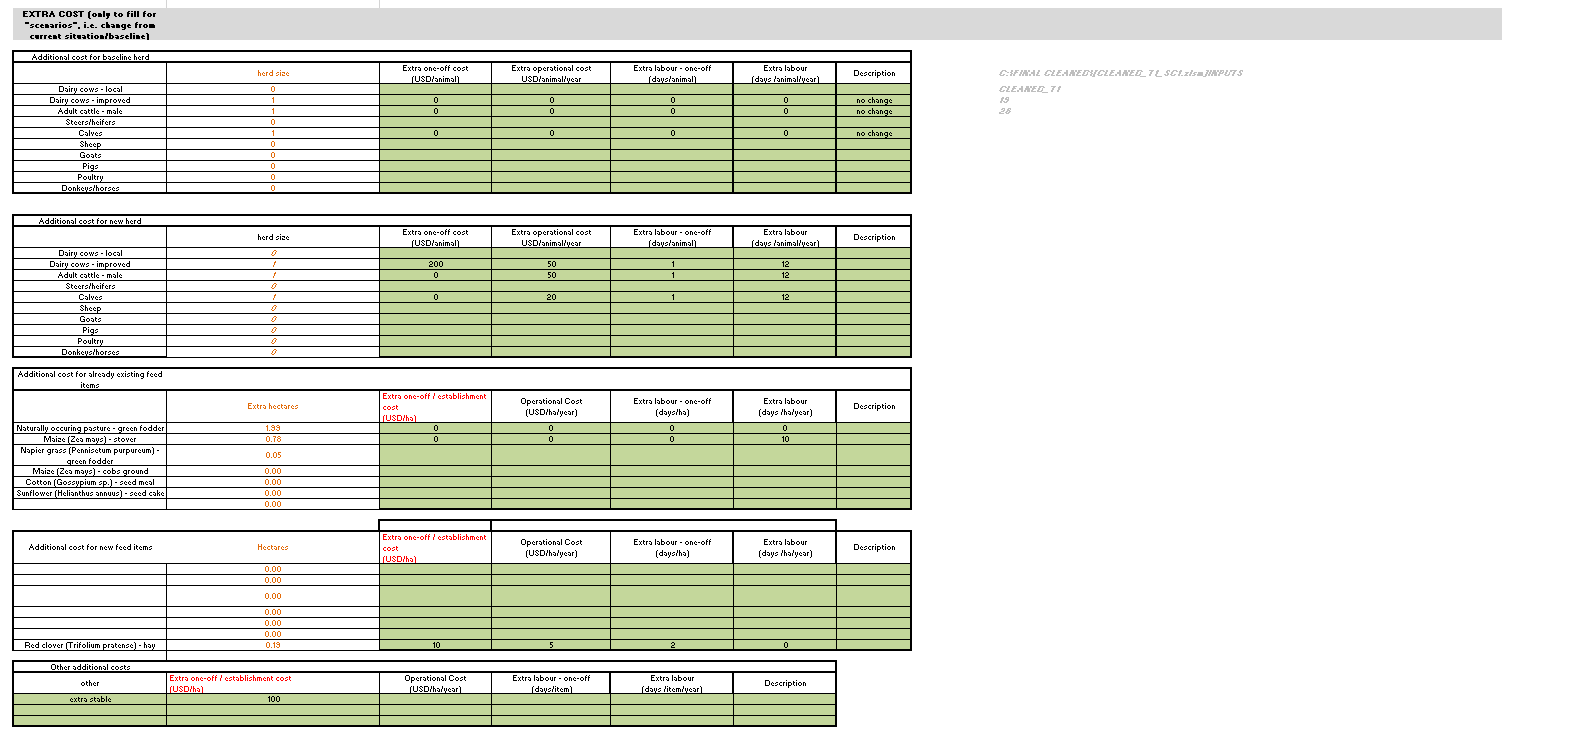 EXTRA COST (only to fill for
"scenarios", i.e. change from
current situation/baseline)
Additional cost for baseline herd
herd size Extra one-off cost (USD/animal) Extra operational cost USD/animal/year Extra labour - one-off (days/animal) Extra labour (days /animal/year) Description
Dairy cows - local 0
Dairy cows - improved 1 0 0 0 0 no change
Adult cattle - male 1 0 0 0 0 no change
Steers/heifers 0
Calves 1 0 0 0 0 no change
Sheep 0
Goats 0
Pigs 0
Poultry 0
Donkeys/horses 0
C:\FINAL CLEANED\[CLEANED_T1_SC1.xlsm]INPUTS
CLEANED_T1
19
26
Additional cost for new herd
herd size Extra one-off cost (USD/animal) Extra operational cost USD/animal/year Extra labour - one-off (days/animal) Extra labour (days /animal/year) Description
Dairy cows - local 0
Dairy cows - improved 1 200 50 1 12
Adult cattle - male 1 0 50 1 12
Steers/heifers 0
Calves 1 0 20 1 12
Sheep 0
Goats 0
Pigs 0
Poultry 0
Donkeys/horses 0
Additional cost for already existing feed
items
Extra hectares Extra one-off / establishment cost (USD/ha) Operational Cost (USD/ha/year) Extra labour - one-off (days/ha) Extra labour (days /ha/year) Description
Naturally occuring pasture - green fodder 1.99 0 0 0 0
Maize (Zea mays) - stover 0.78 0 0 0 10
Napier grass (Pennisetum purpureum) - green fodder 0.05
Maize (Zea mays) - cobs ground 0.00
Cotton (Gossypium sp.) - seed meal 0.00
Sunflower (Helianthus annuus) - seed cake 0.00
0.00
Additional cost for new feed items Hectares Extra one-off / establishment cost (USD/ha) Operational Cost (USD/ha/year) Extra labour - one-off (days/ha) Extra labour (days /ha/year) Description
0.00
0.00
0.00
0.00
0.00
0.00
Red clover (Trifolium pratense) - hay 0.19 10 5 2 0
Other additional costs
other Extra one-off / establishment cost (USD/ha) Operational Cost (USD/ha/year) Extra labour - one-off (days/item) Extra labour (days /item/year) Description
extra stable 100